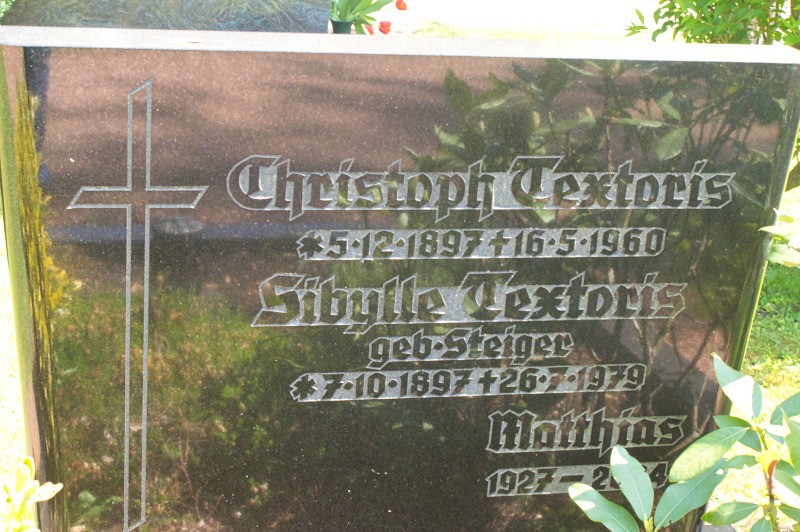 Christoph Textoris
*5·12·1897+16·5·1960
Sibylle Textoris
geb·Steiger
*7·10·1897+26·7·1979
Matthias
1927 –